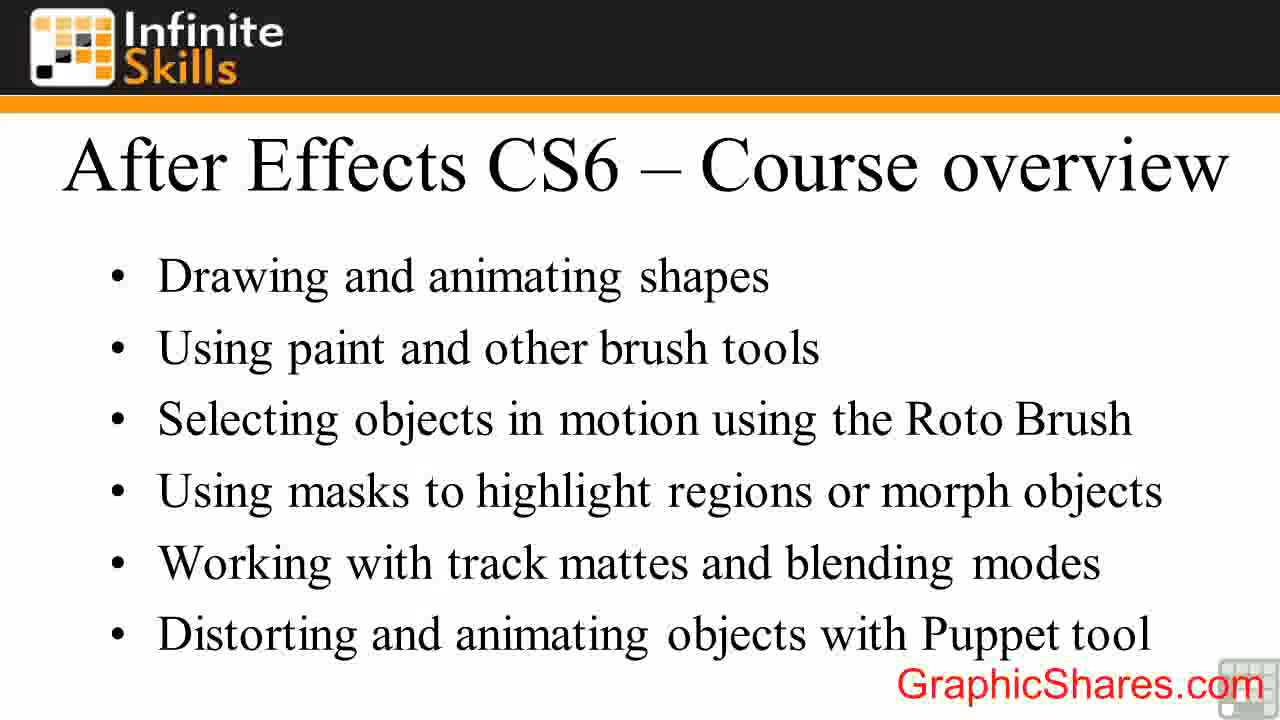 Infinite
Skills
After Effects CS6 – Course overview
• Drawing and animating shapes
• Using paint and other brush tools
• Selecting objects in motion using the Roto Brush
• Using masks to highlight regions or morph objects
• Working with track mattes and blending modes
• Distorting and animating objects with Puppet tool
GraphicShares.com